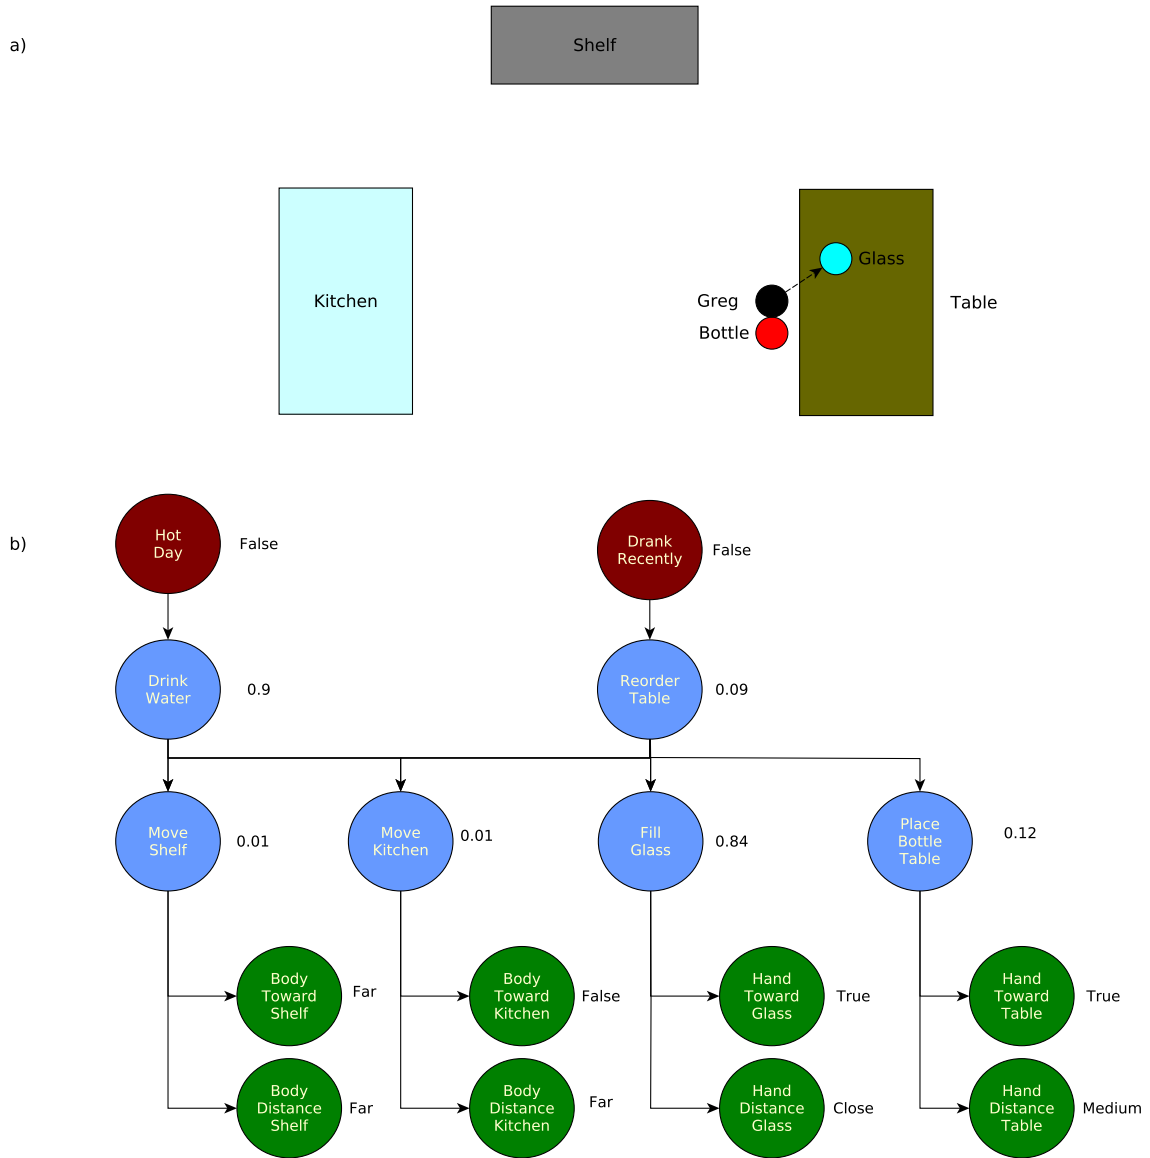 a)
Shelf
Kitchen
Glass
Greg
Table
Bottle
b)
Hot
Day
False
Drank
Recently
False
Drink
Water
0.9
Reorder
Table
0.09
Move
Shelf
0.01
Move
Kitchen
0.01
Fill
Glass
0.84
Place
Bottle
Table
0.12
Body
Toward
Shelf
Far
Body
Toward
Kitchen
False
Hand
Toward
Glass
True
Hand
Toward
Table
True
Body
Distance
Shelf
Far
Body
Distance
Kitchen
Far
Hand
Distance
Glass
Close
Hand
Distance
Table
Medium